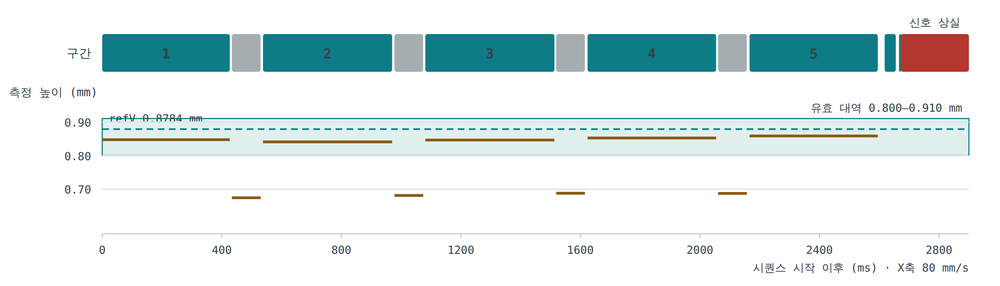 신호 상실
구간 1 2 3 4 5
측정 높이 (mm)
유효 대역 0.800–0.910 mm
refV 0.8784 mm
0.90
0.80
0.70
0 400 800 1200 1600 2000 2400 2800
시퀀스 시작 이후 (ms) · X축 80 mm/s